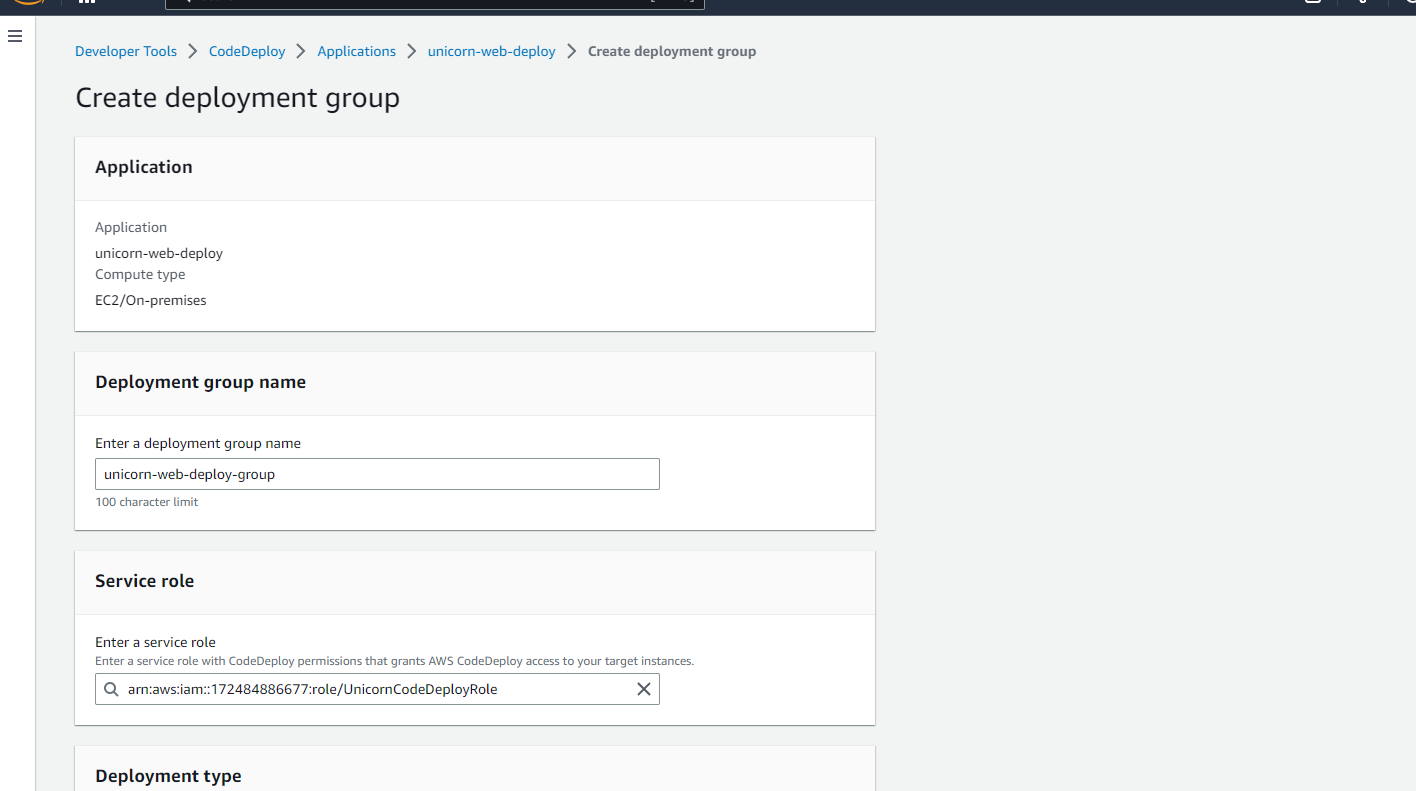 Developer Tools > CodeDeploy > Applications > unicorn-web-deploy > Create deployment group
Create deployment group
Application
Application
unicorn-web-deploy
Compute type
EC2/On-premises
Deployment group name
Enter a deployment group name
unicorn-web-deploy-group
100 character limit
Service role
Enter a service role
Enter a service role with CodeDeploy permissions that grants AWS CodeDeploy access to your target instances.
arn:aws:iam::172484886677:role/UnicornCodeDeployRole
Deployment type